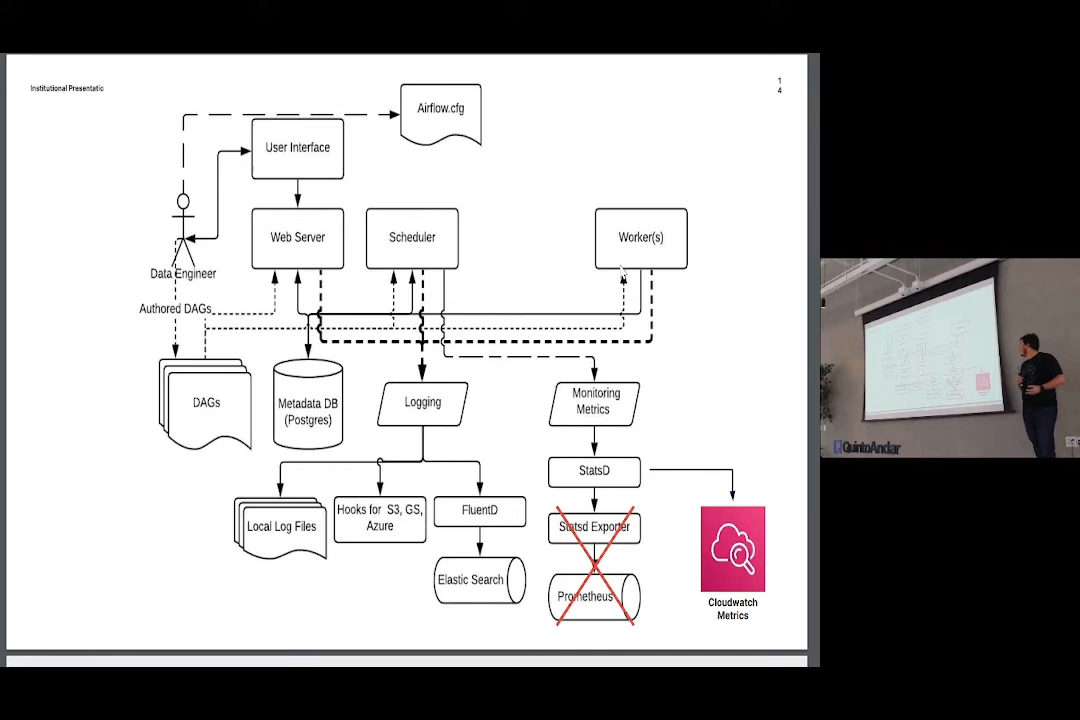 Institutional Presentatic
1
4
Airflow.cfg
User Interface
Web Server
Scheduler
Worker(s)
Data Engineer
Authored DAGs
DAGs
Metadata DB
(Postgres)
Logging
Monitoring
Metrics
StatsD
Local Log Files
Hooks for S3, GS,
Azure
FluentD
Statsd Exporter
Elastic Search
Prometheus
Cloudwatch
Metrics
QuintoAndar